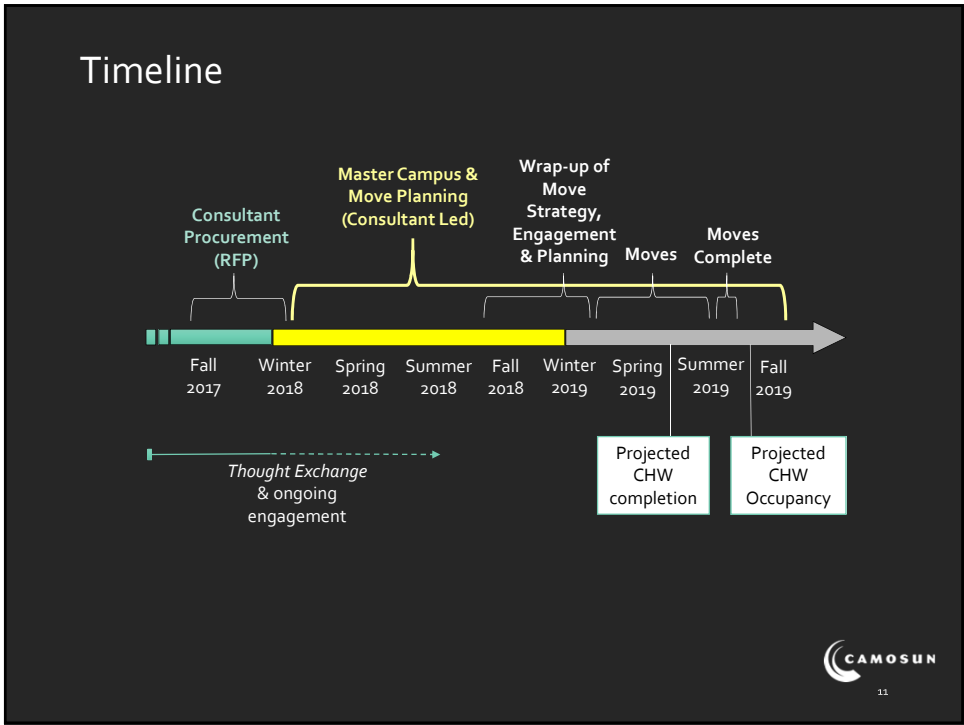 Timeline
Consultant
Procurement
(RFP)
Master Campus &
Move Planning
(Consultant Led)
Wrap-up of
Move
Strategy,
Engagement
& Planning
Moves
Moves
Complete
Fall
2017
Winter
2018
Spring
2018
Summer
2018
Fall
2018
Winter
2019
Spring
2019
Summer
2019
Fall
2019
Thought Exchange
& ongoing
engagement
Projected
CHW
completion
Projected
CHW
Occupancy
CAMOSUN
11